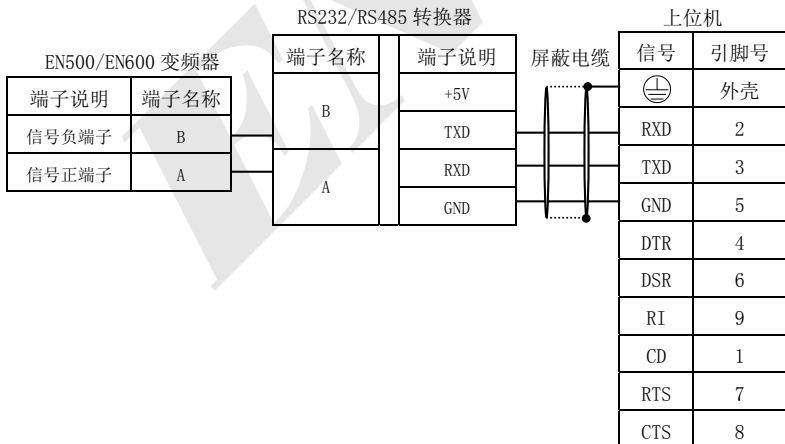 RS232/RS485 转换器
上位机
EN500/EN600 变频器
屏蔽电缆
端子说明 端子名称
信号负端子 B
信号正端子 A
端子名称 端子说明
B
A
+5V
TXD
RXD
GND
信号 引脚号
外壳
RXD 2
TXD 3
GND 5
DTR 4
DSR 6
RI 9
CD 1
RTS 7
CTS 8